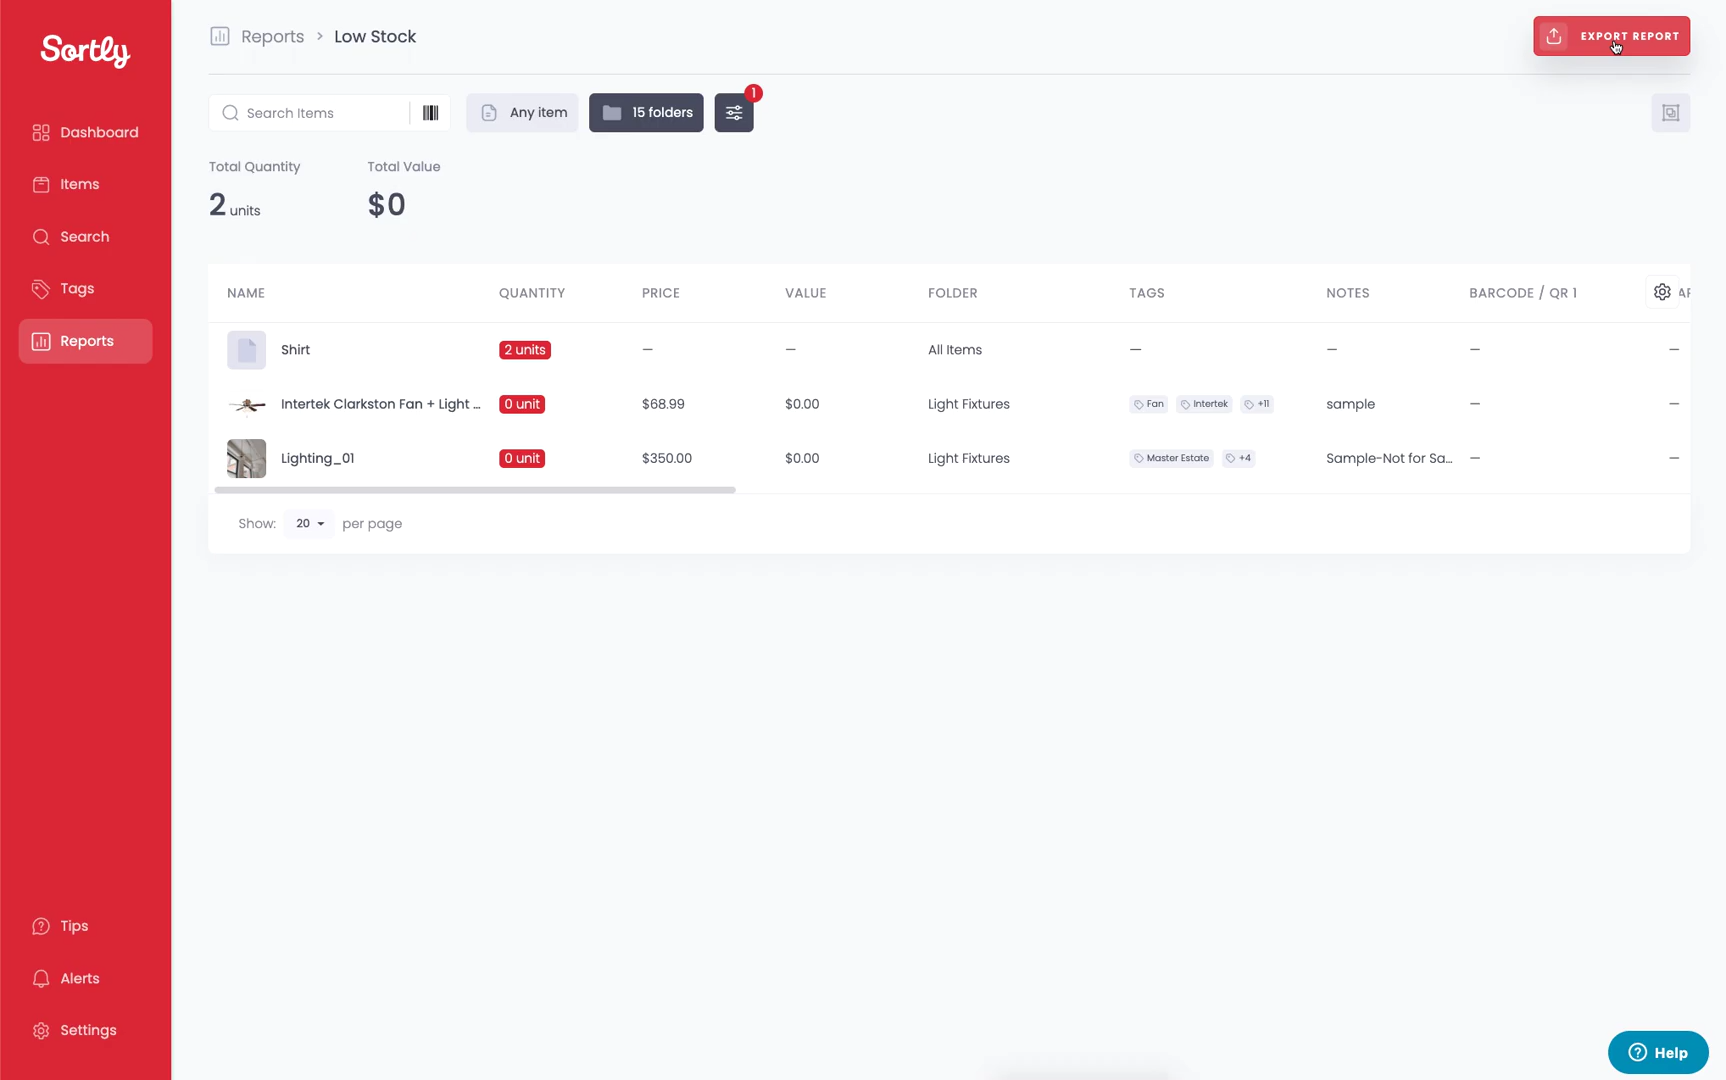 Sortly
Dashboard
Items
Search
Tags
Reports
Tips
Alerts
Settings
Reports > Low Stock
EXPORT REPORT
Search Items
Any item
15 folders
1
Total Quantity
2 units
Total Value
$0
NAME QUANTITY PRICE VALUE FOLDER TAGS NOTES BARCODE / QR 1
Shirt 2 units — — All Items — — — —
Intertek Clarkston Fan + Light ... 0 unit $68.99 $0.00 Light Fixtures Fan Intertek +11 sample — —
Lighting_01 0 unit $350.00 $0.00 Light Fixtures Master Estate +4 Sample-Not for Sa... — —
Show: 20 per page
Help